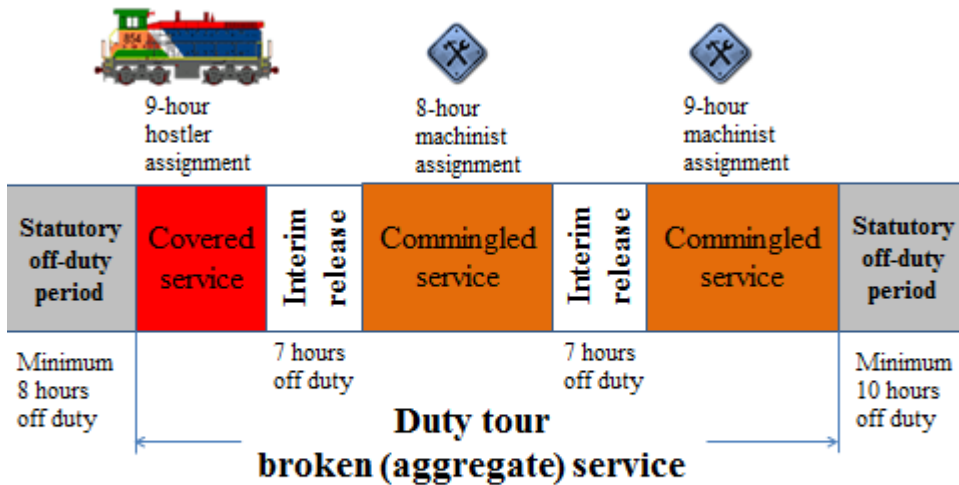 854
9-hour
hostler
assignment
8-hour
machinist
assignment
9-hour
machinist
assignment
Statutory
off-duty
period
Covered
service
Interim
release
Commingled
service
Interim
release
Commingled
service
Statutory
off-duty
period
Minimum
8 hours
off duty
7 hours
off duty
7 hours
off duty
Minimum
10 hours
off duty
Duty tour
broken (aggregate) service